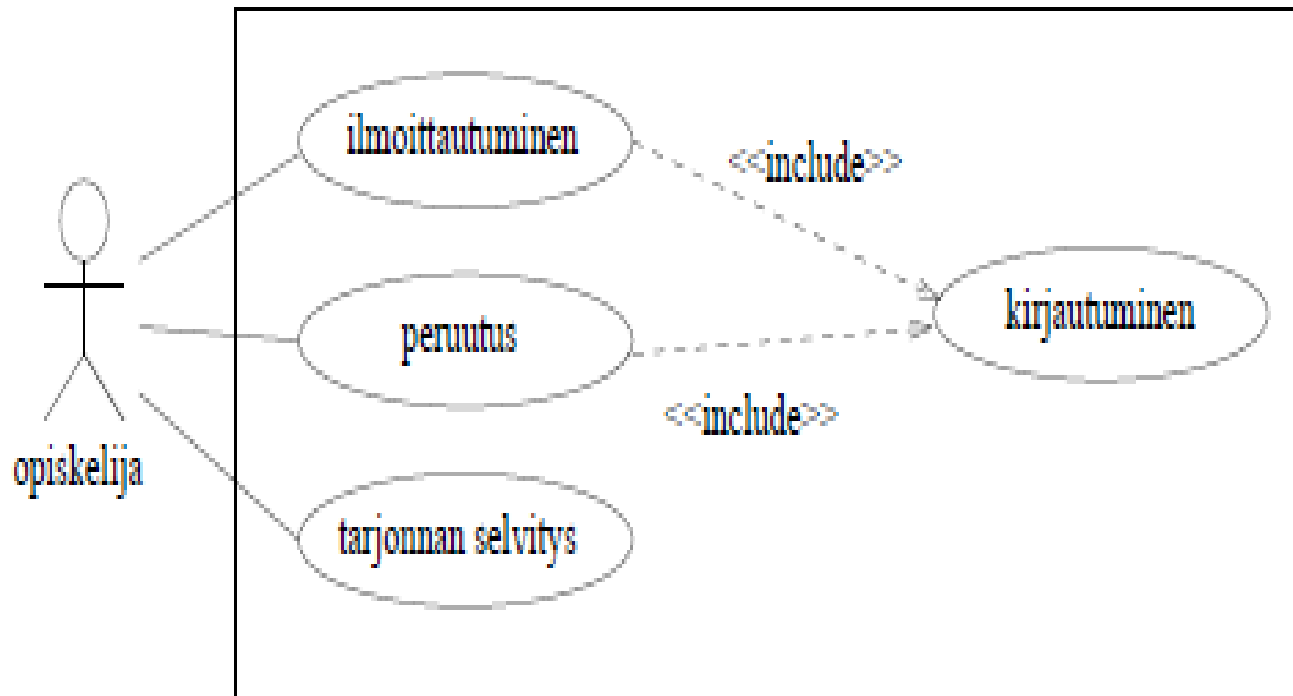 ilmoittautuminen
<<include>>
kirjautuminen
peruutus
<<include>>
opiskelija
tarjonnan selvitys